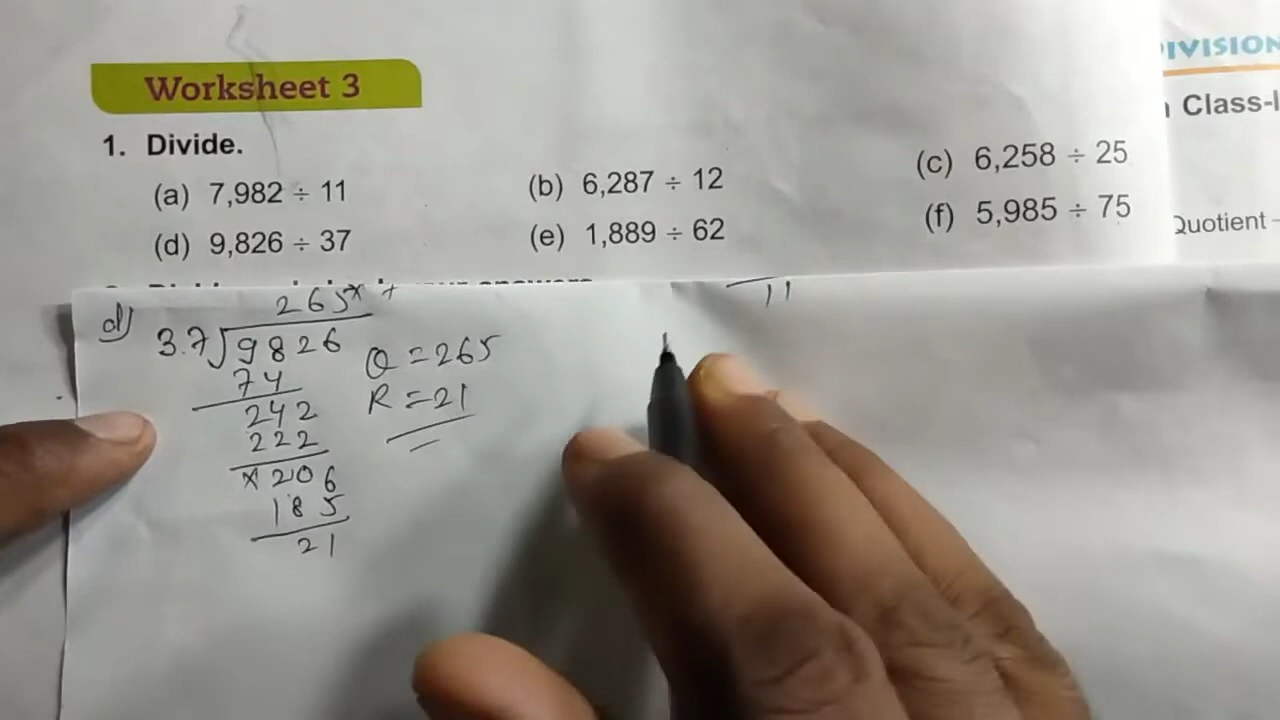 Worksheet 3
1. Divide.
(a) 7,982 ÷ 11
(b) 6,287 ÷ 12
(c) 6,258 ÷ 25
(d) 9,826 ÷ 37
(e) 1,889 ÷ 62
(f) 5,985 ÷ 75
IVISION
Class-I
Quotient -
d)
265
37)9826
74
242
222
×206
185
21
Q = 265
R = 21
11